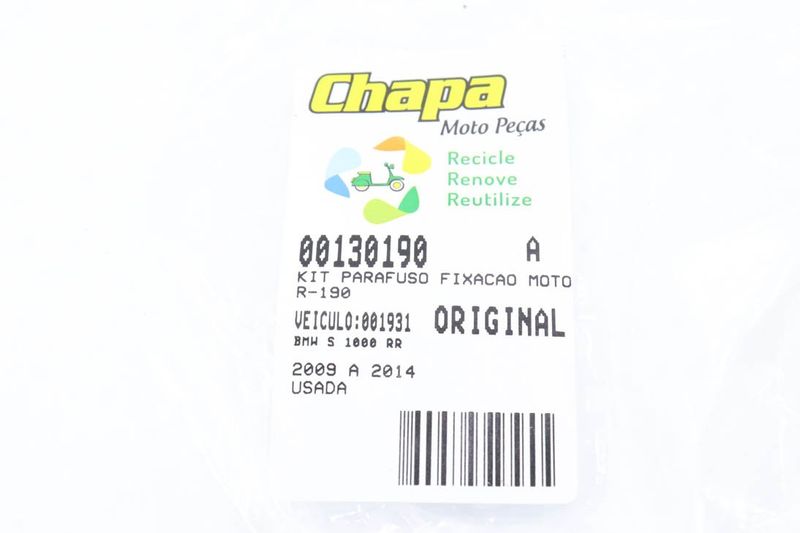 Chapa
Moto Peças
Recicle
Renove
Reutilize
00130190 A
KIT PARAFUSO FIXACAO MOTO
R-190
VEICULO:001931 ORIGINAL
BMW S 1000 RR
2009 A 2014
USADA